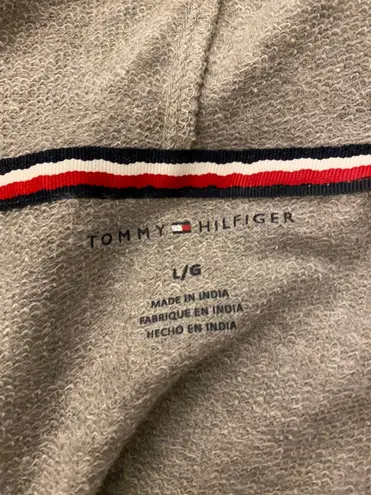 TOMMY HILFIGER
L/G
MADE IN INDIA
FABRIQUE EN INDIA
HECHO EN INDIA